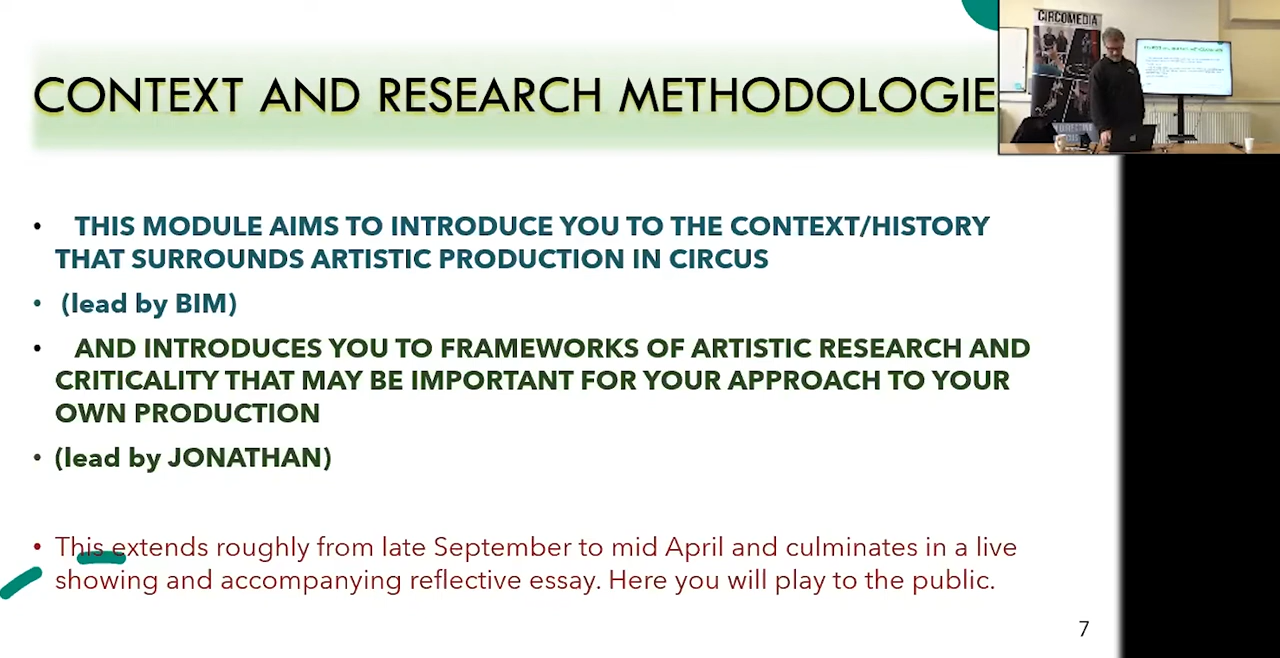 CONTEXT AND RESEARCH METHODOLOGIE
CIRCOMEDIA
• THIS MODULE AIMS TO INTRODUCE YOU TO THE CONTEXT/HISTORY
THAT SURROUNDS ARTISTIC PRODUCTION IN CIRCUS
• (lead by BIM)
• AND INTRODUCES YOU TO FRAMEWORKS OF ARTISTIC RESEARCH AND
CRITICALITY THAT MAY BE IMPORTANT FOR YOUR APPROACH TO YOUR
OWN PRODUCTION
• (lead by JONATHAN)
• This extends roughly from late September to mid April and culminates in a live
showing and accompanying reflective essay. Here you will play to the public.
7